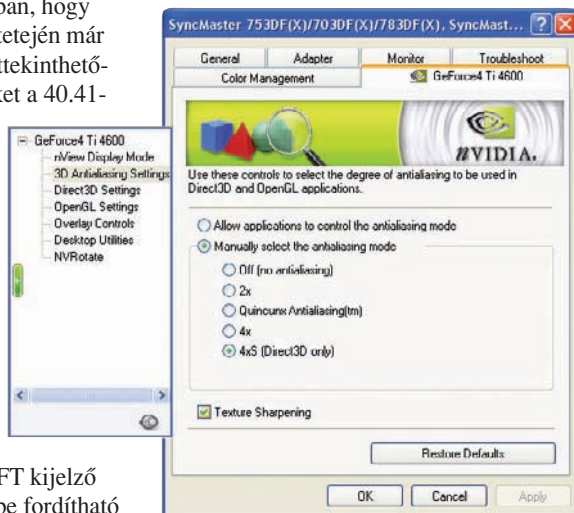 ban, hogy
tetején már
ttekinthető-
ket a 40.41-
SyncMaster 753DF(X)/703DF(X)/783DF(X), SyncMast...
General Adapter Monitor Troubleshoot
Color Management GeForce4 Ti 4600
nVIDIA.
Use these controls to select the degree of antialiasing to be used in
Direct3D and OpenGL applications.
Allow applications to control the antialiasing mode
Manually select the antialiasing mode
Off (no antialiasing)
2x
Quincunx Antialiasing(tm)
4x
4xS (Direct3D only)
Texture Sharpening
Restore Defaults
OK Cancel Apply
GeForce4 Ti 4600
nView Display Mode
3D Antialiasing Settings
Direct3D Settings
OpenGL Settings
Overlay Controls
Desktop Utilities
NVRotate
FT kijelző
be fordítható